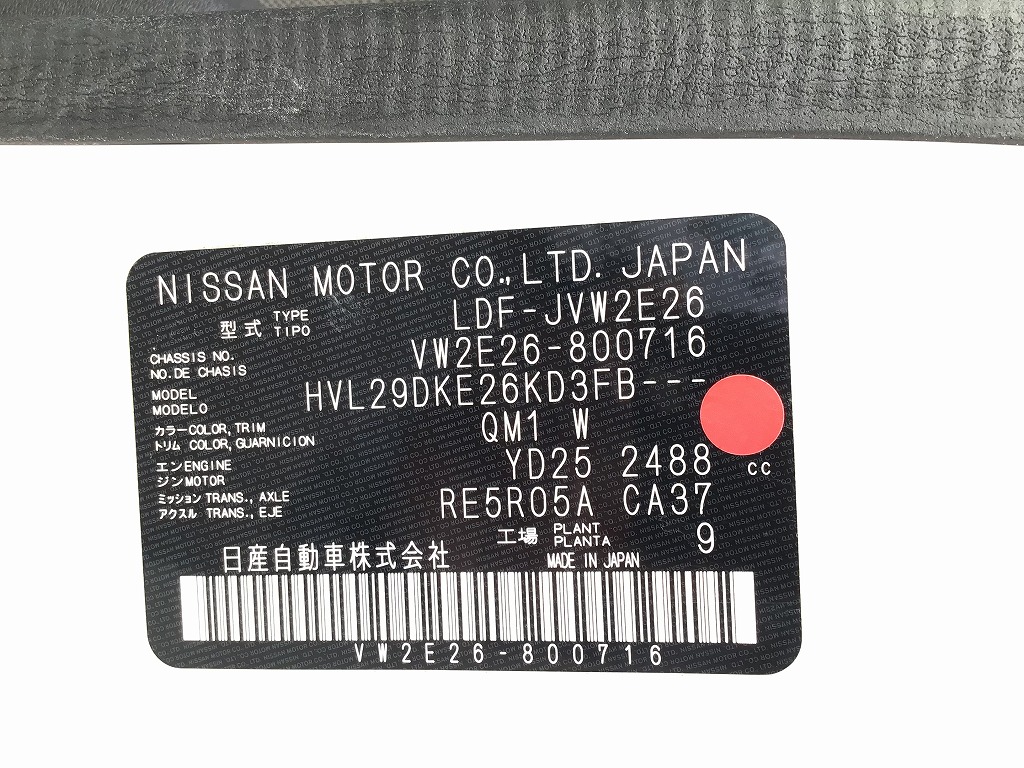 NISSAN MOTOR CO.,LTD. JAPAN
型式 TYPE TIPO LDF-JVW2E26
CHASSIS NO. NO.DE CHASIS VW2E26-800716
MODEL MODELO HVL29DKE26KD3FB---
カラーCOLOR,TRIM トリム COLOR,GUARNICION QM1 W
エンENGINE ジンMOTOR YD25 2488 CC
ミッション TRANS., AXLE アクスル TRANS., EJE RE5R05A CA37
工場 PLANT PLANTA 9
日産自動車株式会社 MADE IN JAPAN
VW2E26-800716